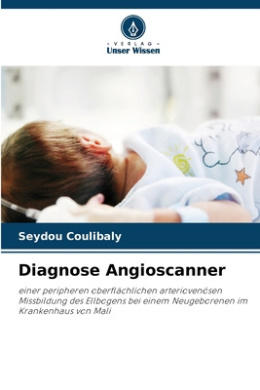 • VERLAG •
Unser Wissen
Seydou Coulibaly
Diagnose Angioscanner
einer peripheren oberflächlichen arteriovenösen
Missbildung des Ellbogens bei einem Neugeborenen im
Krankenhaus von Mali